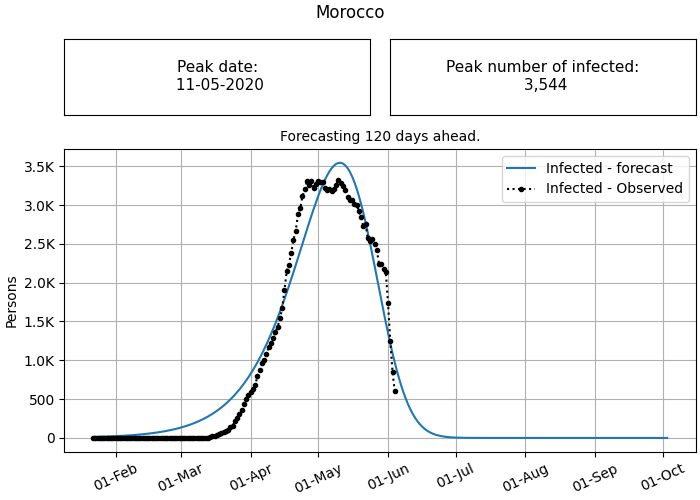 Morocco
Peak date:
11-05-2020
Peak number of infected:
3,544
Forecasting 120 days ahead.
Infected - forecast
Infected - Observed
3.5K
3.0K
2.5K
2.0K
1.5K
1.0K
500
0
Persons
01-Feb
01-Mar
01-Apr
01-May
01-Jun
01-Jul
01-Aug
01-Sep
01-Oct